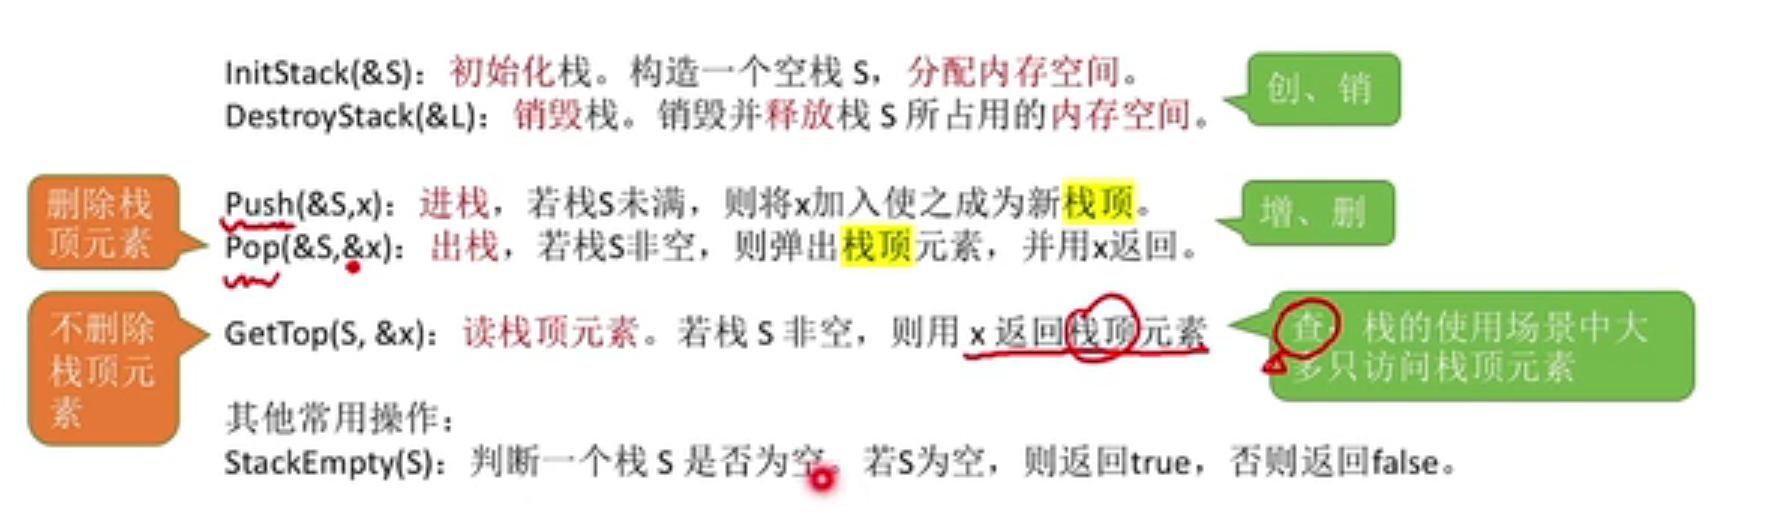 InitStack(&S)：初始化栈。构造一个空栈 S，分配内存空间。
DestroyStack(&L)：销毁栈。销毁并释放栈 S 所占用的内存空间。
创、销
删除栈
顶元素
Push(&S,x)：进栈，若栈S未满，则将x加入使之成为新栈顶。
Pop(&S,&x)：出栈，若栈S非空，则弹出栈顶元素，并用x返回。
增、删
不删除
栈顶元
素
GetTop(S, &x)：读栈顶元素。若栈 S 非空，则用 x 返回栈顶元素
查：栈的使用场景中大
多只访问栈顶元素
其他常用操作：
StackEmpty(S)：判断一个栈 S 是否为空。若S为空，则返回true，否则返回false。